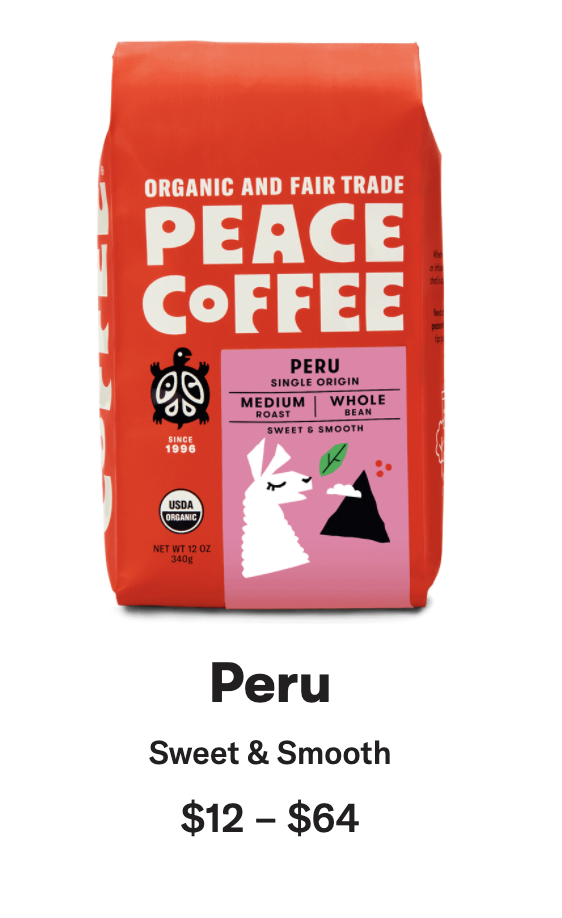 ORGANIC AND FAIR TRADE
PEACE
COFFEE
PERU
SINGLE ORIGIN
MEDIUM
ROAST
WHOLE
BEAN
SWEET & SMOOTH
SINCE
1996
USDA
ORGANIC
NET WT 12 OZ
340g
COFFEE
Peru
Sweet & Smooth
$12 – $64